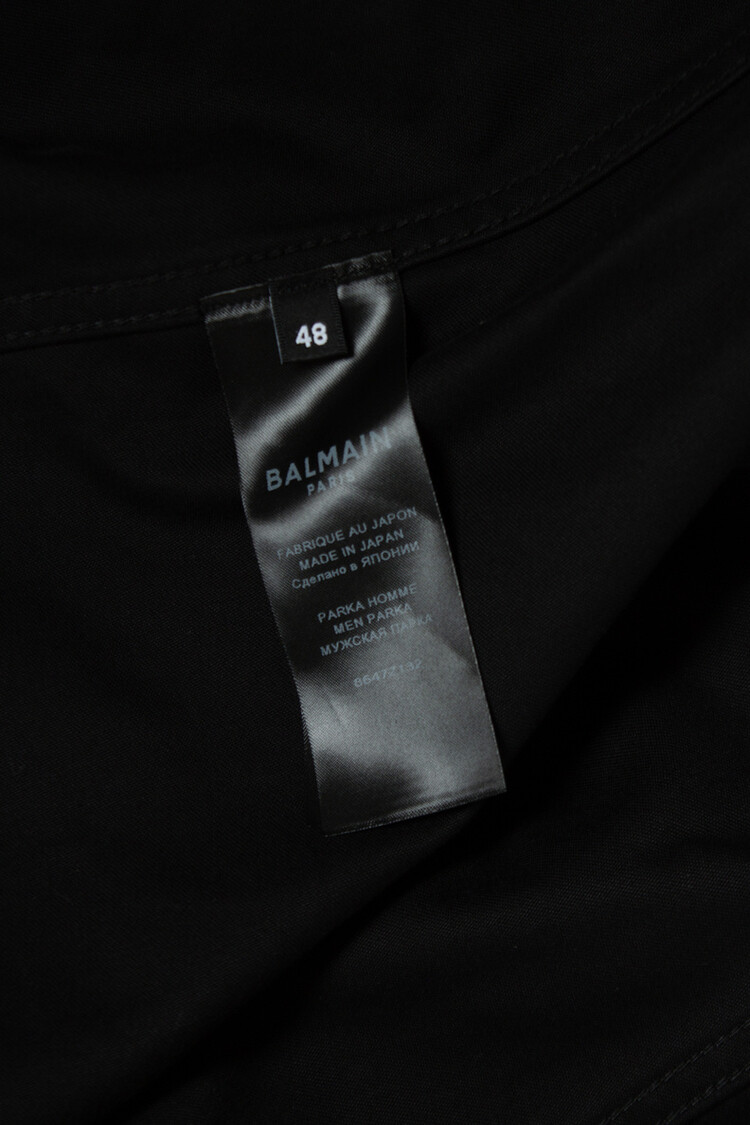 48
BALMAIN
PARIS
FABRIQUE AU JAPON
MADE IN JAPAN
Сделано в ЯПОНИИ
PARKA HOMME
MEN PARKA
МУЖСКАЯ ПАРКА